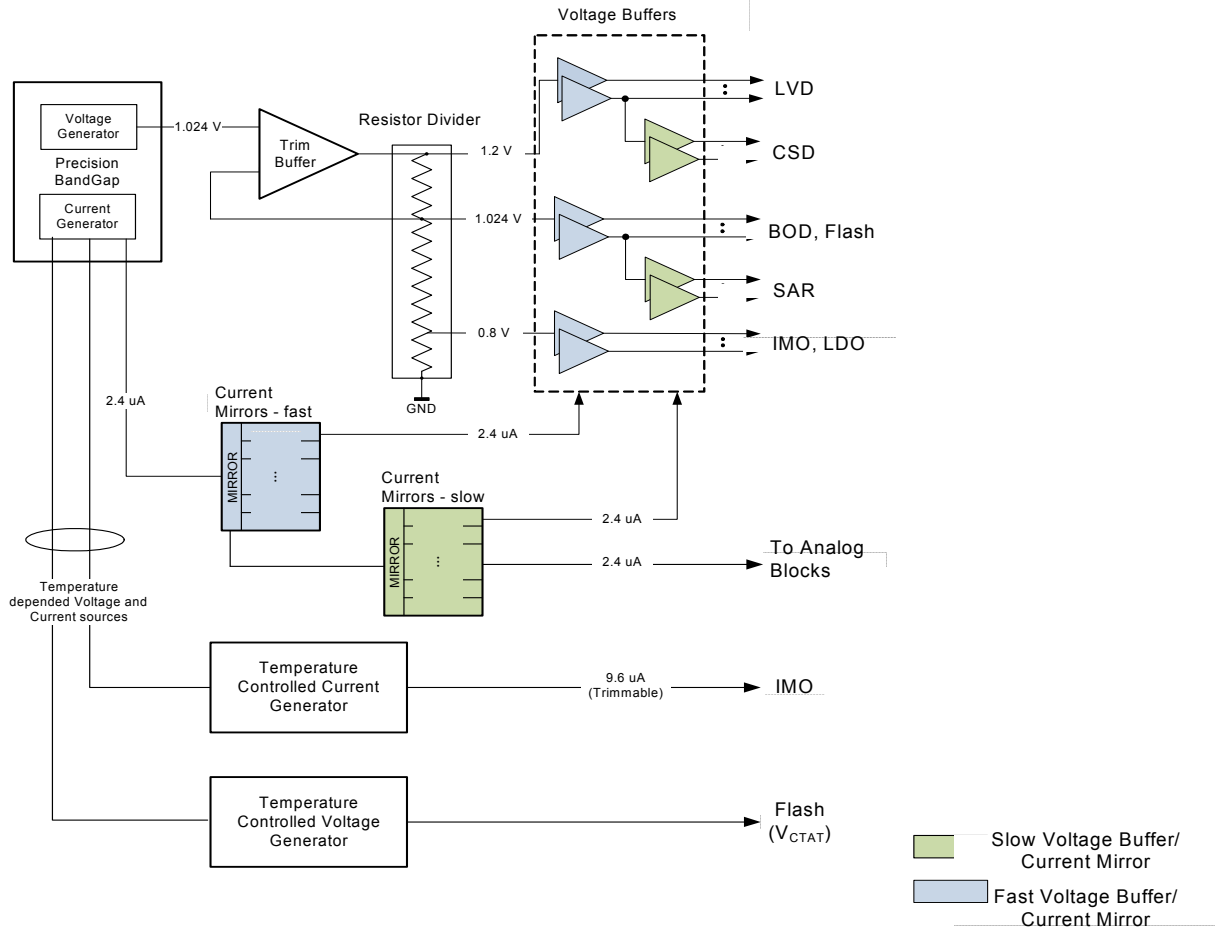 Voltage Buffers
Voltage
Generator
1.024 V
Precision
BandGap
Current
Generator
Trim
Buffer
Resistor Divider
1.2 V
1.024 V
0.8 V
GND
LVD
CSD
BOD, Flash
SAR
IMO, LDO
2.4 uA
Current
Mirrors - fast
MIRROR
...
2.4 uA
Current
Mirrors - slow
MIRROR
...
2.4 uA
2.4 uA
To Analog
Blocks
Temperature
depended Voltage and
Current sources
Temperature
Controlled Current
Generator
9.6 uA
(Trimmable)
IMO
Temperature
Controlled Voltage
Generator
Flash
(VCTAT)
Slow Voltage Buffer/
Current Mirror
Fast Voltage Buffer/
Current Mirror